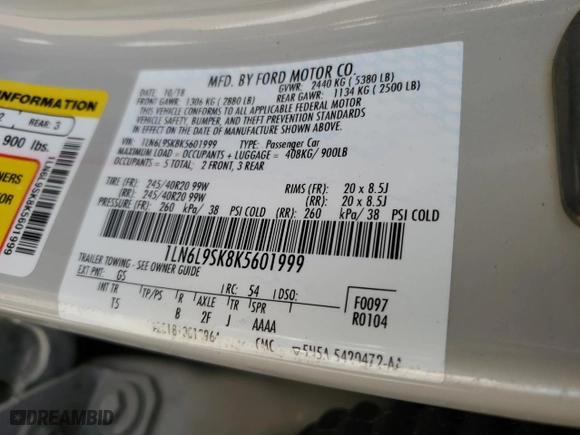 MFD. BY FORD MOTOR CO.
DATE: 10/18 GVWR: 2440 KG ( 5380 LB)
FRONT GAWR: 1306 KG (2880 LB) REAR GAWR: 1134 KG ( 2500 LB)
THIS VEHICLE CONFORMS TO ALL APPLICABLE FEDERAL MOTOR
VEHICLE SAFETY, BUMPER, AND THEFT PREVENTION STANDARDS
IN EFFECT ON THE DATE OF MANUFACTURE SHOWN ABOVE.
VIN: 1LN6L9SK8K5601999 TYPE: Passenger Car
MAXIMUM LOAD = OCCUPANTS + LUGGAGE = 408KG/900LB
OCCUPANTS = 5 TOTAL; 2 FRONT, 3 REAR
TIRE (FR): 245/40R20 99W RIMS (FR): 20 x 8.5J
(RR): 245/40R20 99W (RR): 20 x 8.5J
PRESSURE (FR): 260 kPa/ 38 PSI COLD (RR): 260 kPa/ 38 PSI COLD
1LN6L9SK8K5601999
TRAILER TOWING - SEE OWNER GUIDE
EXT PNT: GS RC: 54 DSO: F0097
INT TR TP/PS R AXLE TR SPR R0104
T5 B 2F J AAAA
INFORMATION
2 REAR: 3
900 lbs.
1LN6L9SK8K5601999
DREAMBID